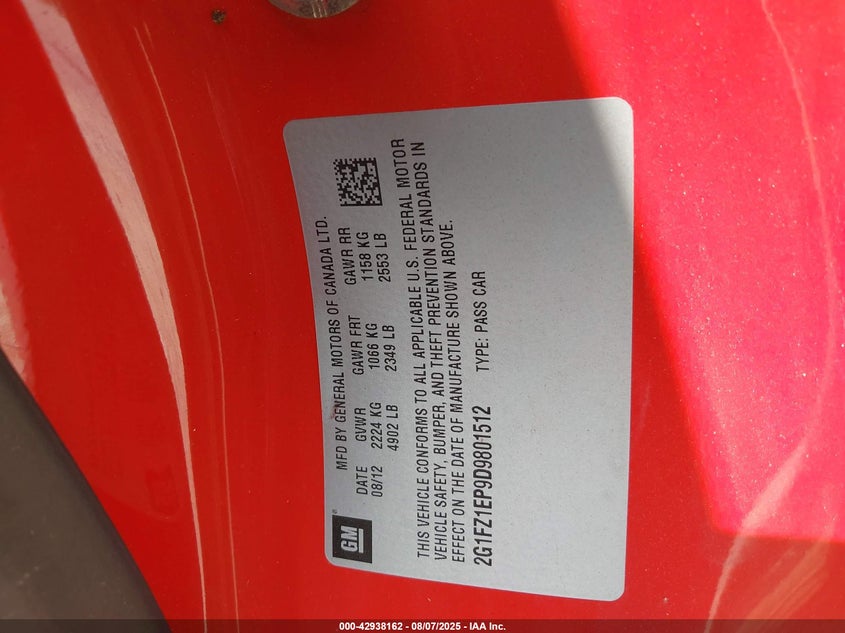 MFD BY GENERAL MOTORS OF CANADA LTD.
DATE GVWR GAWR FRT GAWR RR
08/12 2224 KG 1066 KG 1158 KG
4902 LB 2349 LB 2553 LB
THIS VEHICLE CONFORMS TO ALL APPLICABLE U.S. FEDERAL MOTOR
VEHICLE SAFETY, BUMPER, AND THEFT PREVENTION STANDARDS IN
EFFECT ON THE DATE OF MANUFACTURE SHOWN ABOVE.
2G1FZ1EP9D9801512 TYPE: PASS CAR
GM®
000-42938162 - 08/07/2025 - IAA Inc.